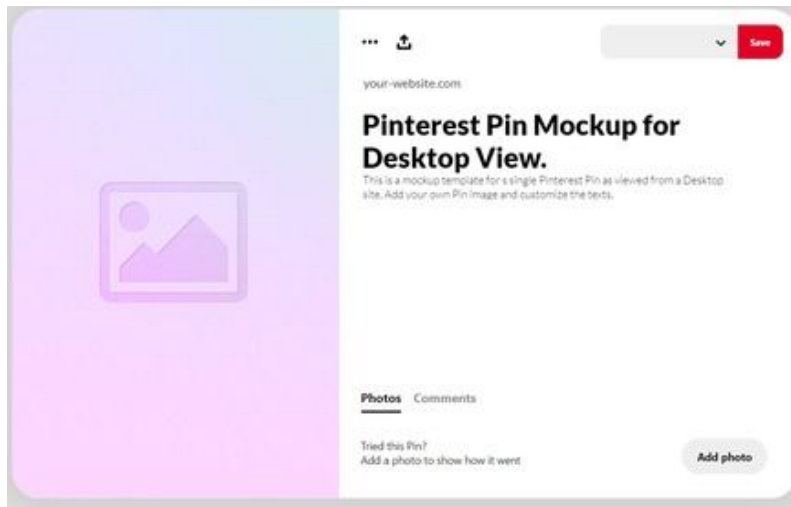 Save
your-website.com
Pinterest Pin Mockup for
Desktop View.
This is a mockup template for a single Pinterest Pin as viewed from a Desktop
site. Add your own Pin image and customize the texts.
Photos Comments
Tried this Pin?
Add a photo to show how it went
Add photo